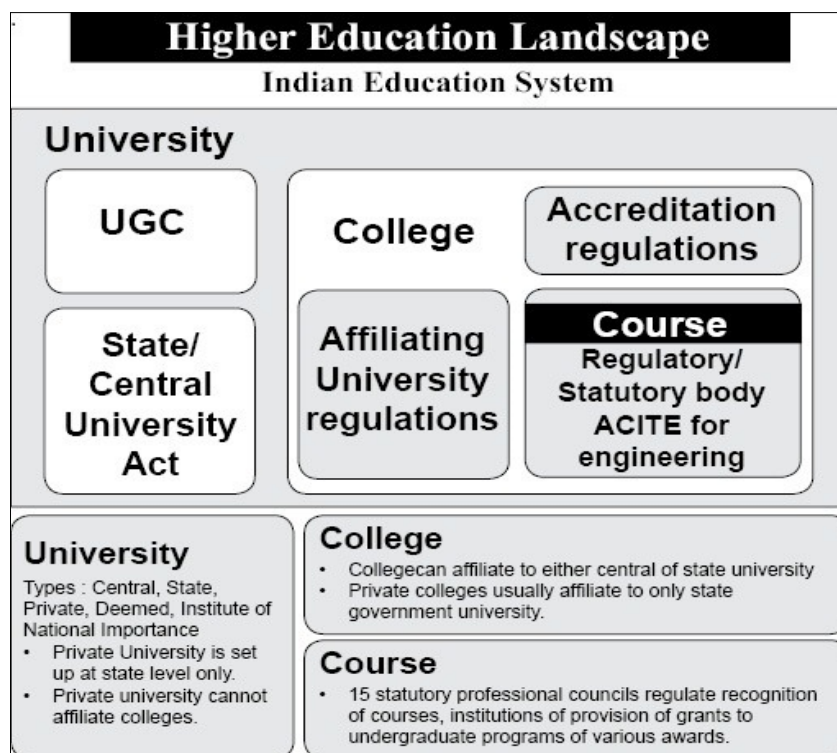 Higher Education Landscape
Indian Education System
University
UGC
State/
Central
University
Act
College
Accreditation
regulations
Affiliating
University
regulations
Course
Regulatory/
Statutory body
ACITE for
engineering
University
Types : Central, State,
Private, Deemed, Institute of
National Importance
• Private University is set
up at state level only.
• Private university cannot
affiliate colleges.
College
• Collegecan affiliate to either central of state university
• Private colleges usually affiliate to only state
government university.
Course
• 15 statutory professional councils regulate recognition
of courses, institutions of provision of grants to
undergraduate programs of various awards.